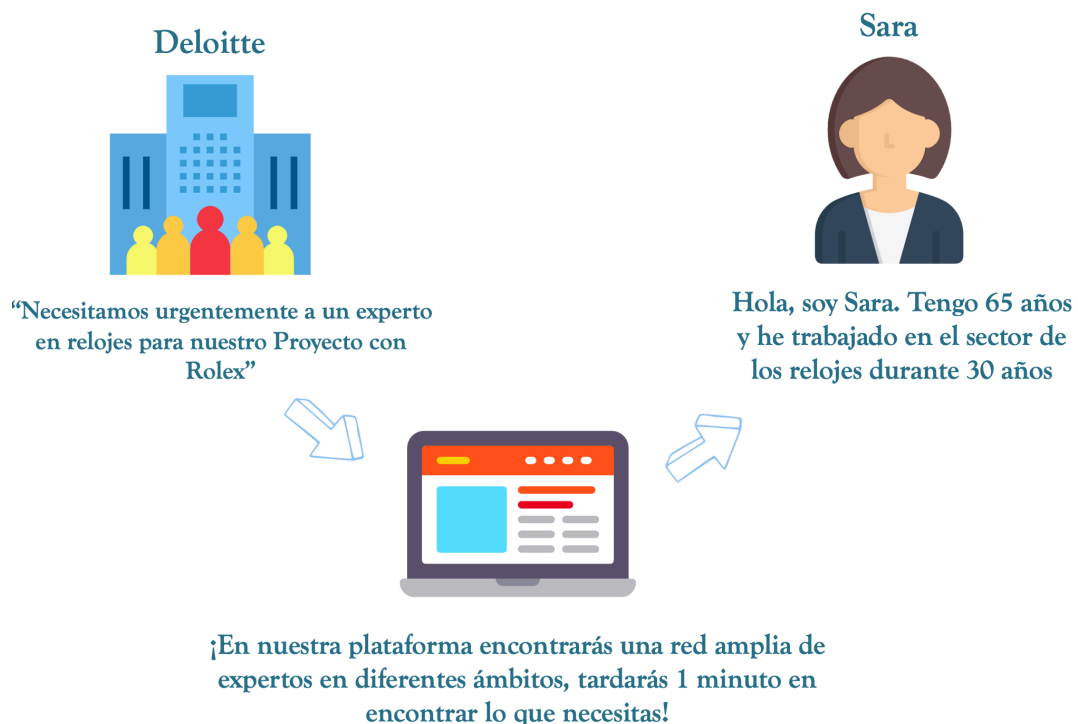 Deloitte
Sara
“Necesitamos urgentemente a un experto
en relojes para nuestro Proyecto con
Rolex”
Hola, soy Sara. Tengo 65 años
y he trabajado en el sector de
los relojes durante 30 años
¡En nuestra plataforma encontrarás una red amplia de
expertos en diferentes ámbitos, tardarás 1 minuto en
encontrar lo que necesitas!